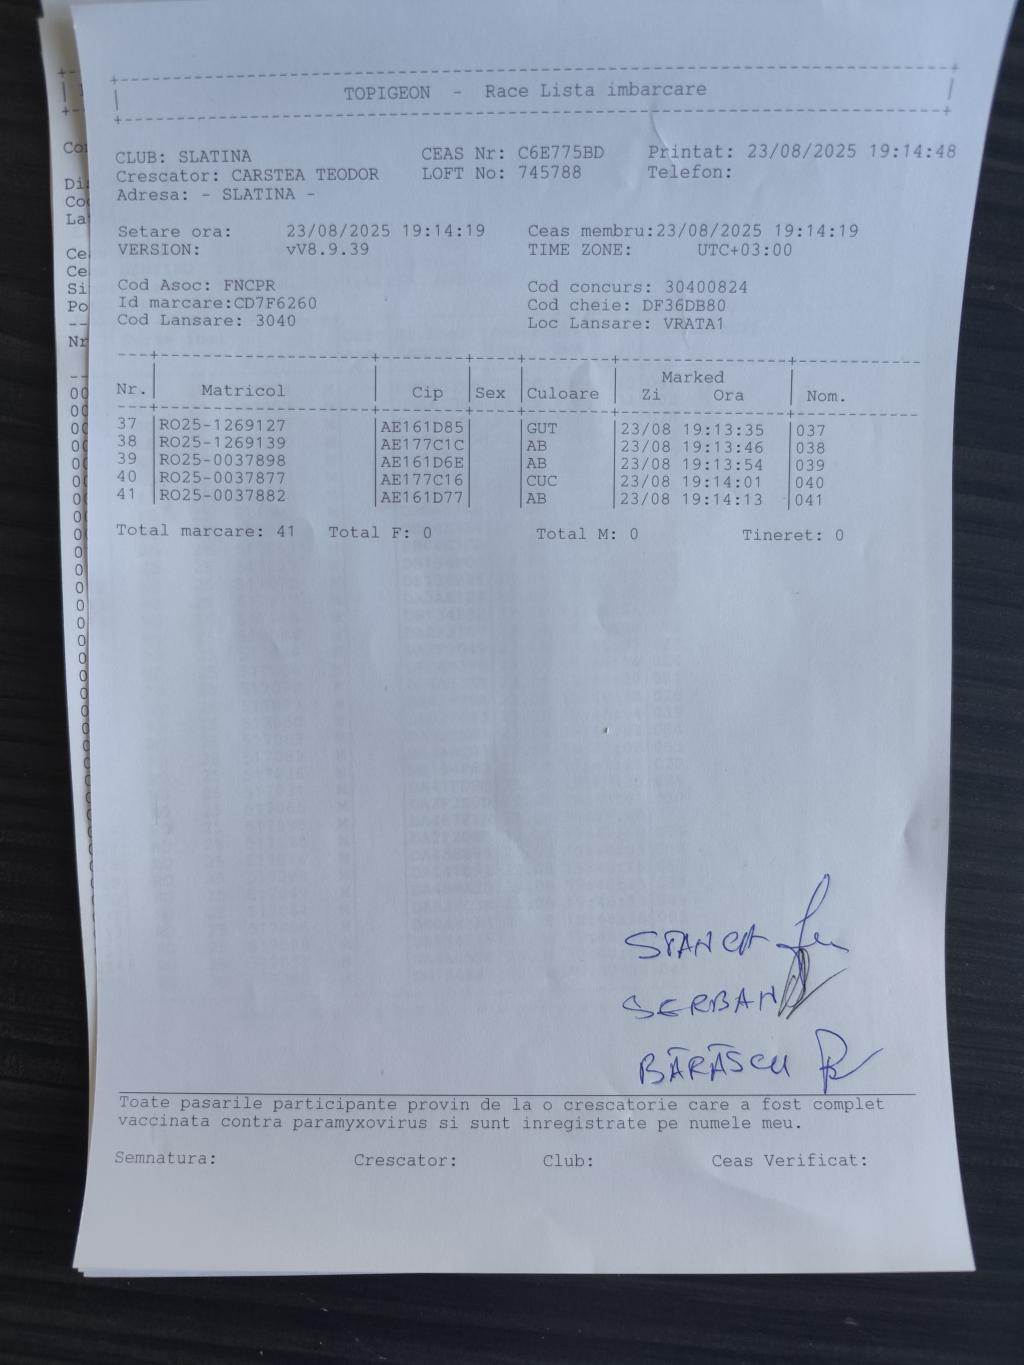 TOPIGEON - Race Lista imbarcare
CLUB: SLATINA CEAS Nr: C6E775BD Printat: 23/08/2025 19:14:48
Crescator: CARSTEA TEODOR LOFT No: 745788 Telefon:
Adresa: - SLATINA -
Setare ora: 23/08/2025 19:14:19 Ceas membru:23/08/2025 19:14:19
VERSION: vV8.9.39 TIME ZONE: UTC+03:00
Cod Asoc: FNCPR Cod concurs: 30400824
Id marcare:CD7F6260 Cod cheie: DF36DB80
Cod Lansare: 3040 Loc Lansare: VRATA1
Marked
Nr. Matricol Cip Sex Culoare Zi Ora Nom.
37 RO25-1269127 AE161D85 GUT 23/08 19:13:35 037
38 RO25-1269139 AE177C1C AB 23/08 19:13:46 038
39 RO25-0037898 AE161D6E AB 23/08 19:13:54 039
40 RO25-0037877 AE177C16 CUC 23/08 19:14:01 040
41 RO25-0037882 AE161D77 AB 23/08 19:14:13 041
Total marcare: 41 Total F: 0 Total M: 0 Tineret: 0
STANCA
SERBAN
BĂRĂSCU
Toate pasarile participante provin de la o crescatorie care a fost complet
vaccinata contra paramyxovirus si sunt inregistrate pe numele meu.
Semnatura: Crescator: Club: Ceas Verificat: